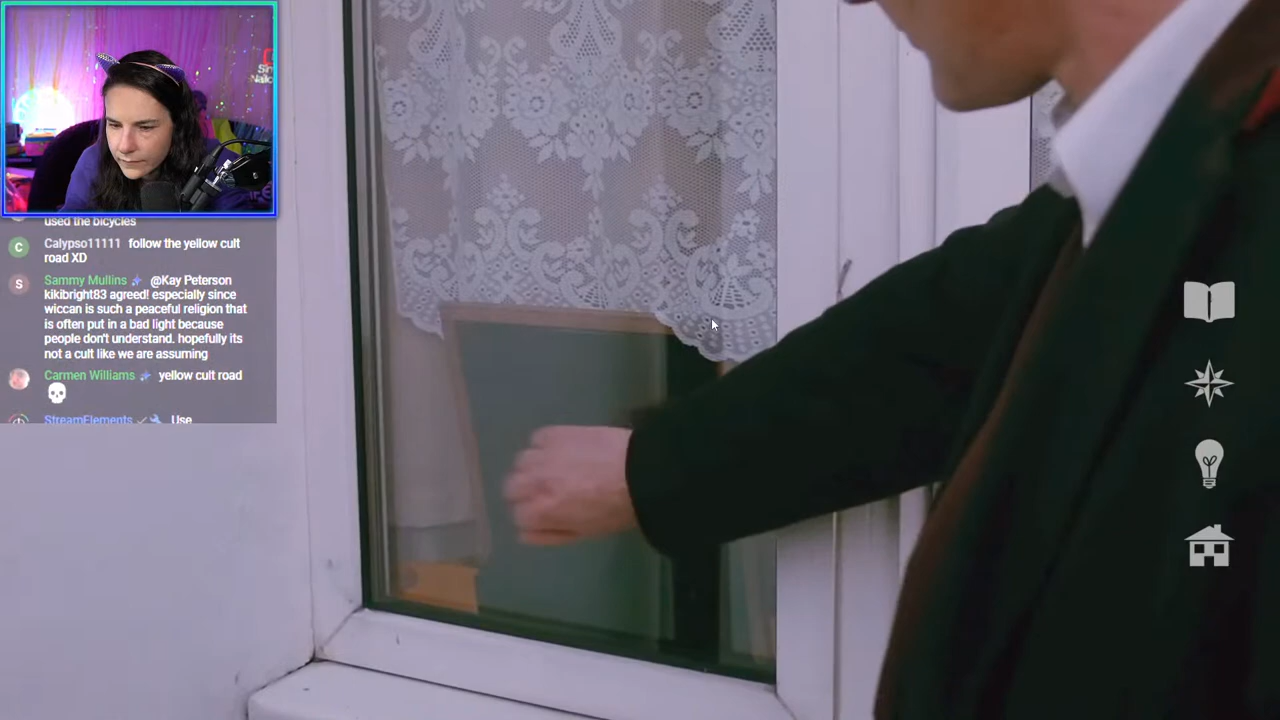 used the bicycles
C Calypso11111 follow the yellow cult
road XD
S Sammy Mullins @Kay Peterson
kikibright83 agreed! especially since
wiccan is such a peaceful religion that
is often put in a bad light because
people don't understand. hopefully its
not a cult like we are assuming
Carmen Williams yellow cult road
StreamElements Use